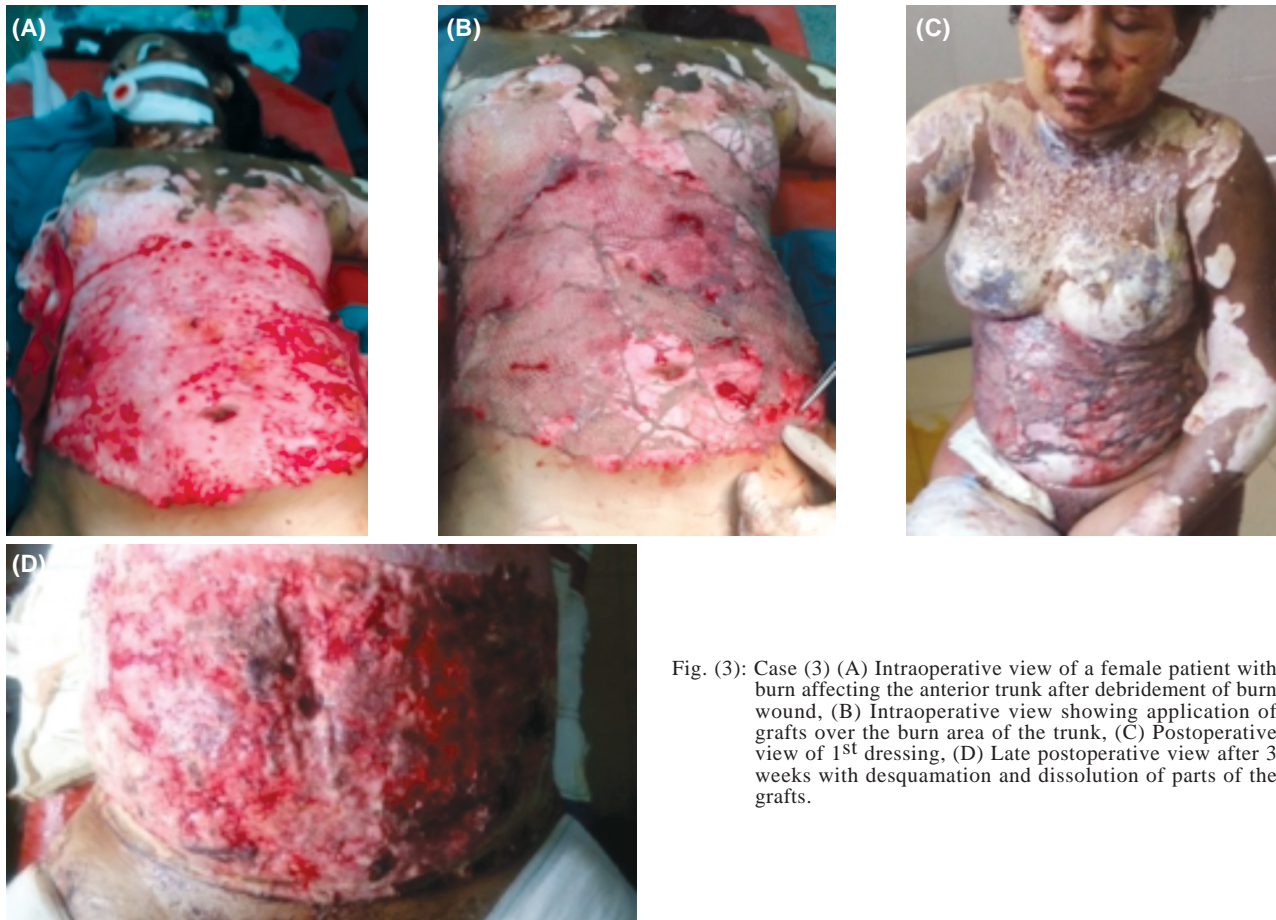 (A)
(B)
(C)
(D)
Fig. (3): Case (3) (A) Intraoperative view of a female patient with
burn affecting the anterior trunk after debridement of burn
wound, (B) Intraoperative view showing application of
grafts over the burn area of the trunk, (C) Postoperative
view of 1st dressing, (D) Late postoperative view after 3
weeks with desquamation and dissolution of parts of the
grafts.